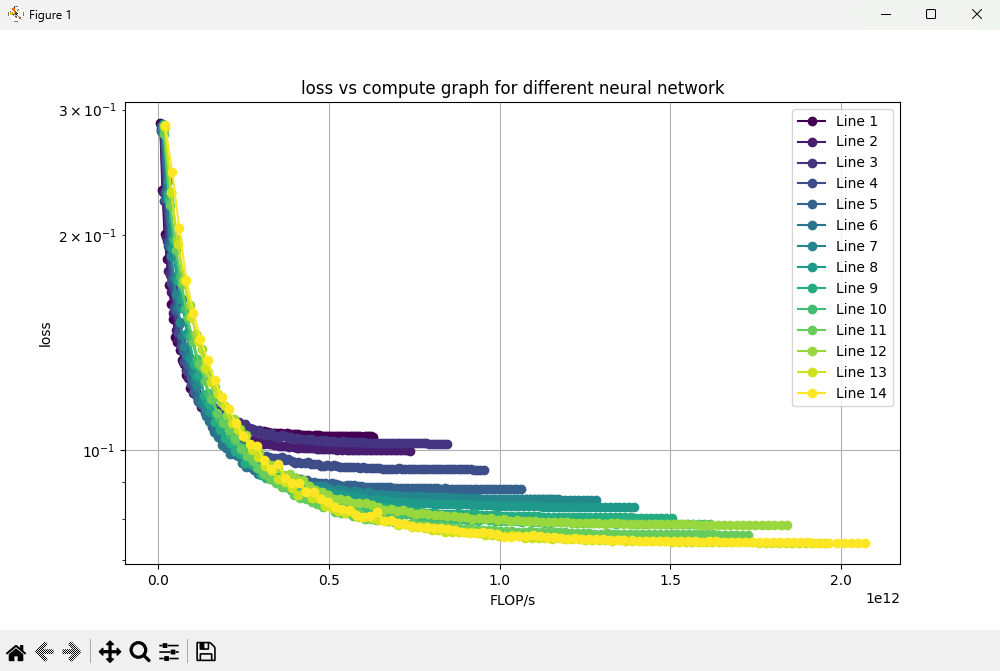 Figure 1
loss vs compute graph for different neural network
3 × 10⁻¹
2 × 10⁻¹
10⁻¹
loss
Line 1
Line 2
Line 3
Line 4
Line 5
Line 6
Line 7
Line 8
Line 9
Line 10
Line 11
Line 12
Line 13
Line 14
0.0 0.5 1.0 1.5 2.0
1e12
FLOP/s